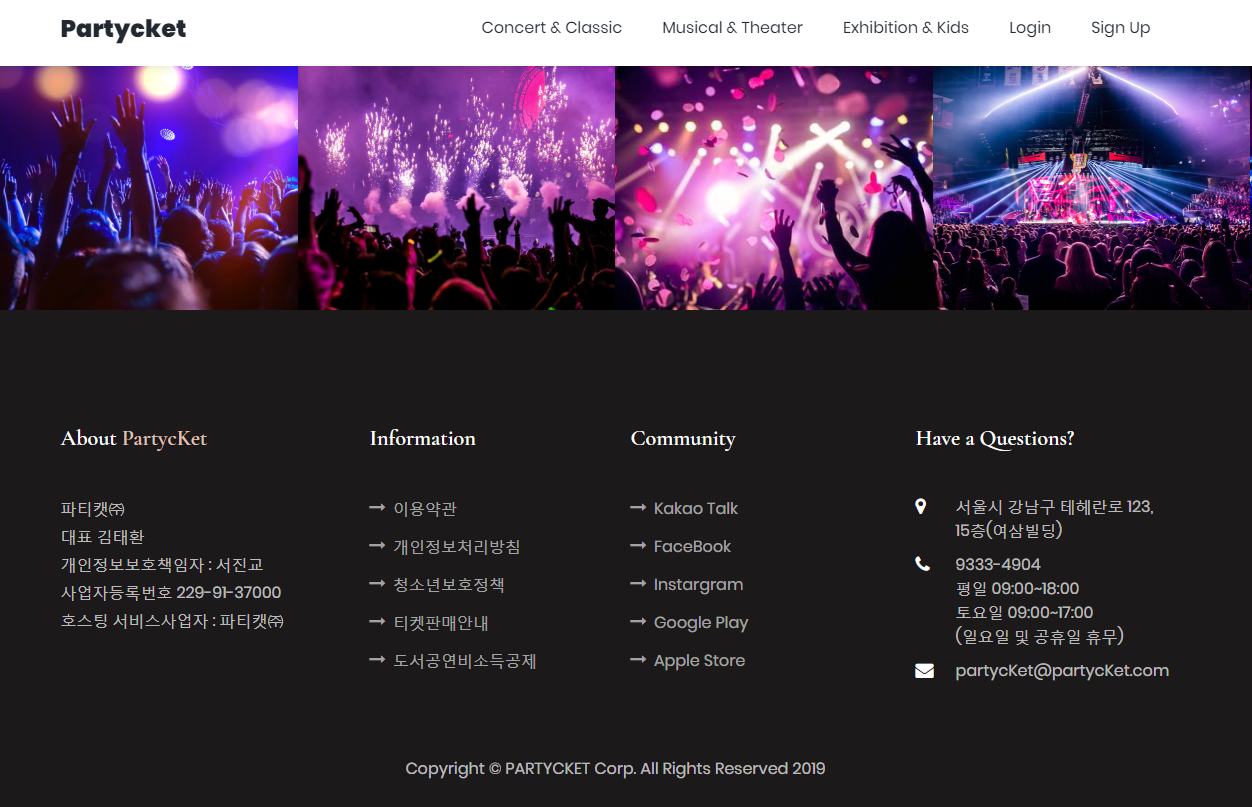 Partycket
Concert & Classic
Musical & Theater
Exhibition & Kids
Login
Sign Up
About PartycKet
파티캣㈜
대표 김태환
개인정보보호책임자 : 서진교
사업자등록번호 229-91-37000
호스팅 서비스사업자 : 파티캣㈜
Information
이용약관
개인정보처리방침
청소년보호정책
티켓판매안내
도서공연비소득공제
Community
Kakao Talk
FaceBook
Instargram
Google Play
Apple Store
Have a Questions?
서울시 강남구 테헤란로 123,
15층(여삼빌딩)
9333-4904
평일 09:00~18:00
토요일 09:00~17:00
(일요일 및 공휴일 휴무)
partycKet@partycKet.com
Copyright © PARTYCKET Corp. All Rights Reserved 2019